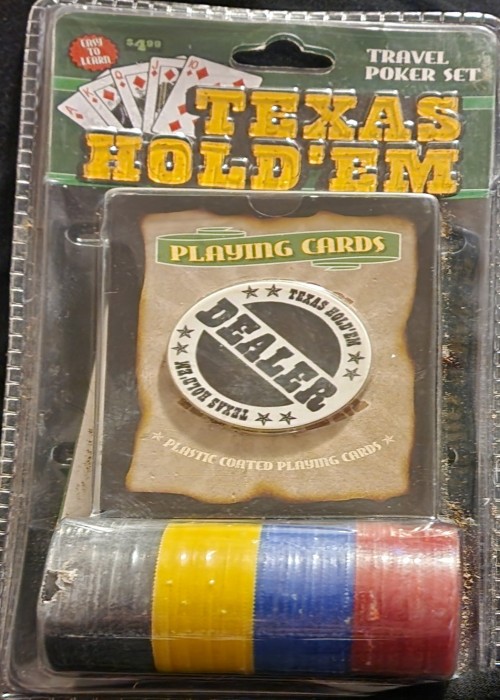 EASY
TO
LEARN
$4.99
TRAVEL
POKER SET
A K Q J 10
TEXAS
HOLD'EM
PLAYING CARDS
TEXAS HOLD'EM
DEALER
TEXAS HOLD'EM
PLASTIC COATED PLAYING CARDS